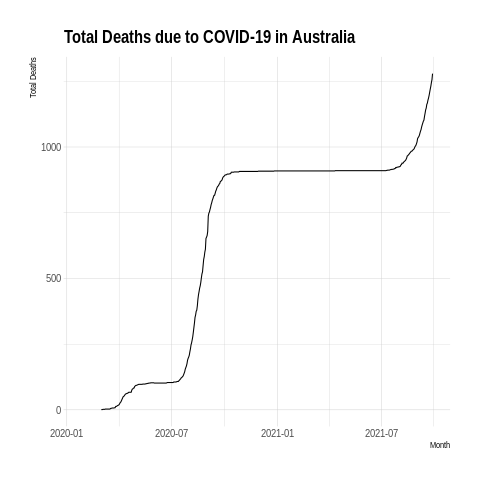 Total Deaths due to COVID-19 in Australia
Total Deaths
1000
500
0
2020-01 2020-07 2021-01 2021-07
Month